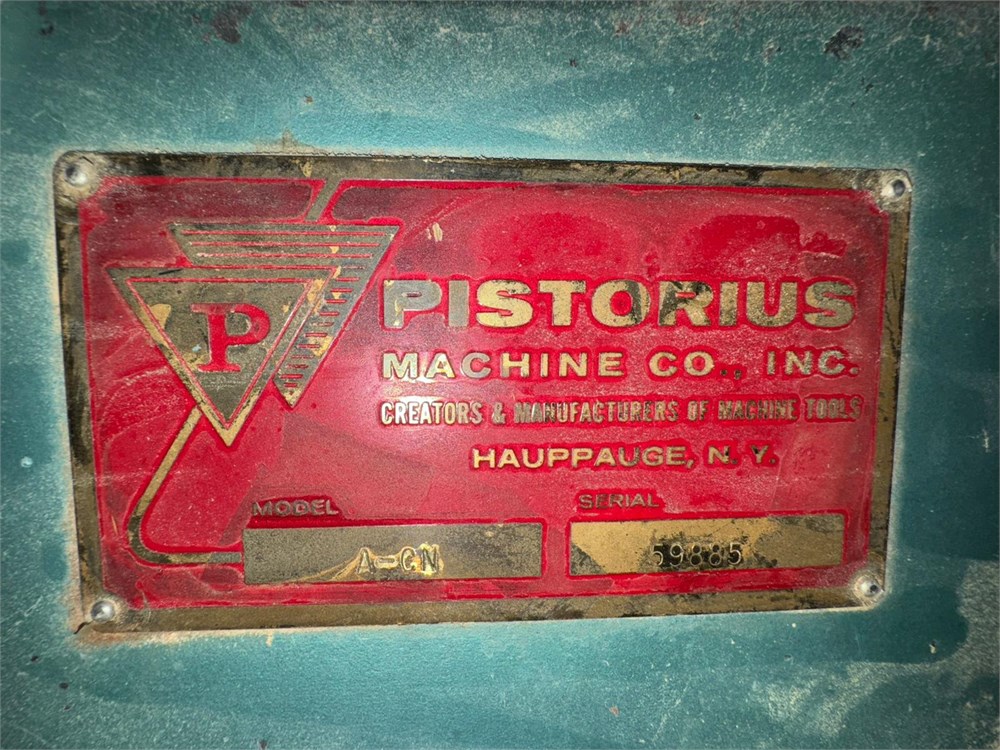 P
PISTORIUS
MACHINE CO., INC.
CREATORS & MANUFACTURERS OF MACHINE TOOLS
HAUPPAUGE, N. Y.
MODEL
SERIAL
A-CN
59885